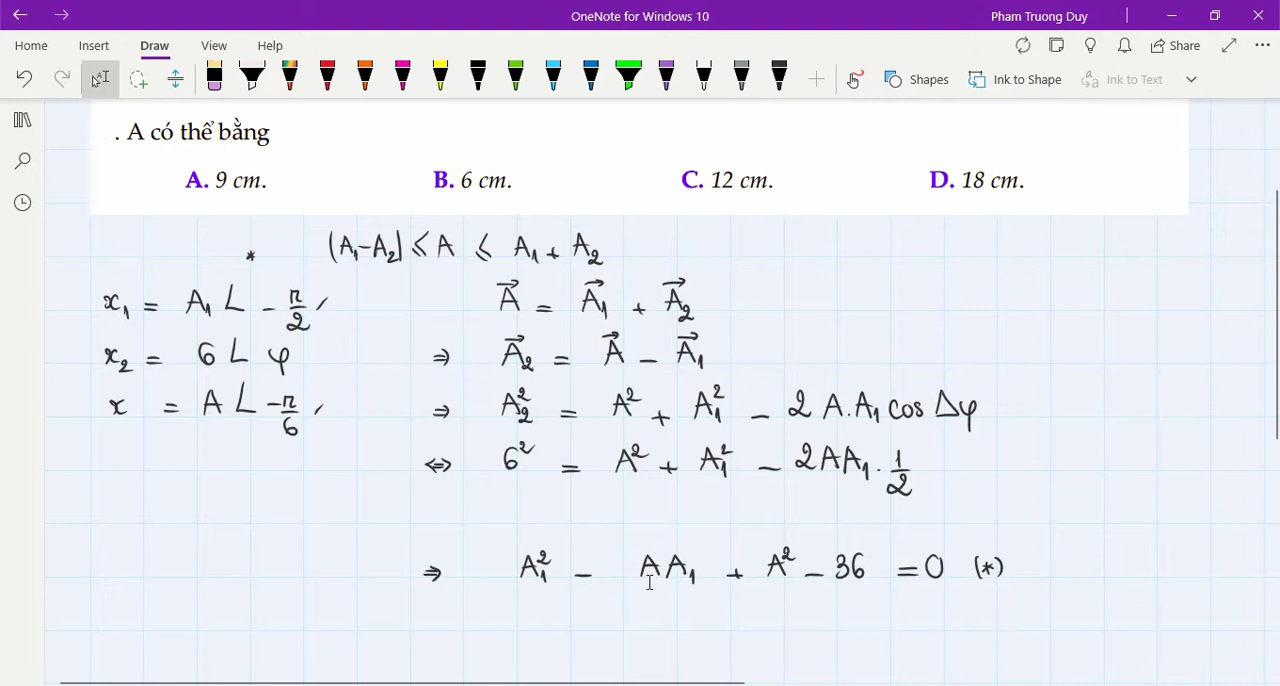 OneNote for Windows 10
Pham Truong Duy
Home Insert Draw View Help
Share
Shapes Ink to Shape Ink to Text
. A có thể bằng
A. 9 cm. B. 6 cm. C. 12 cm. D. 18 cm.
* |A₁-A₂| ⩽ A ⩽ A₁ + A₂
x₁ = A₁ ∠ - π/2
A⃗ = A⃗₁ + A⃗₂
x₂ = 6 ∠ φ
⇒ A⃗₂ = A⃗ - A⃗₁
x = A ∠ -π/6
⇒ A₂² = A² + A₁² - 2 A.A₁ cos Δφ
⇔ 6² = A² + A₁² - 2AA₁ . 1/2
⇒ A₁² - AA₁ + A² - 36 = 0 (*)